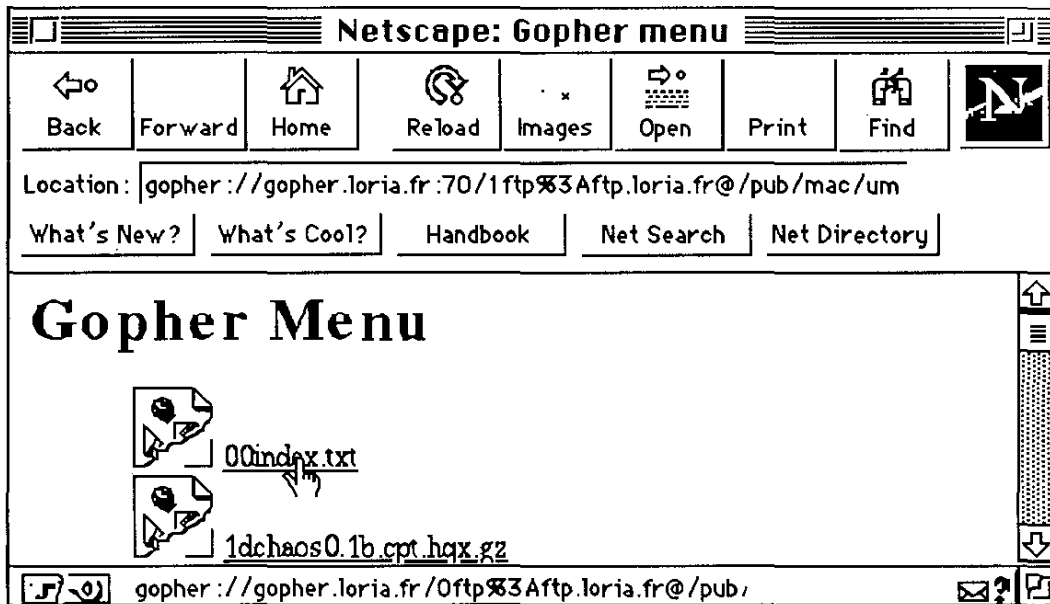 Netscape: Gopher menu
Back Forward Home Reload Images Open Print Find N
Location: gopher://gopher.loria.fr:70/1ftp%3Aftp.loria.fr@/pub/mac/um
What's New? What's Cool? Handbook Net Search Net Directory
Gopher Menu
00index.txt
1dchaos0.1b.cpt.hqx.gz
gopher://gopher.loria.fr/0ftp%3Aftp.loria.fr@/pub/